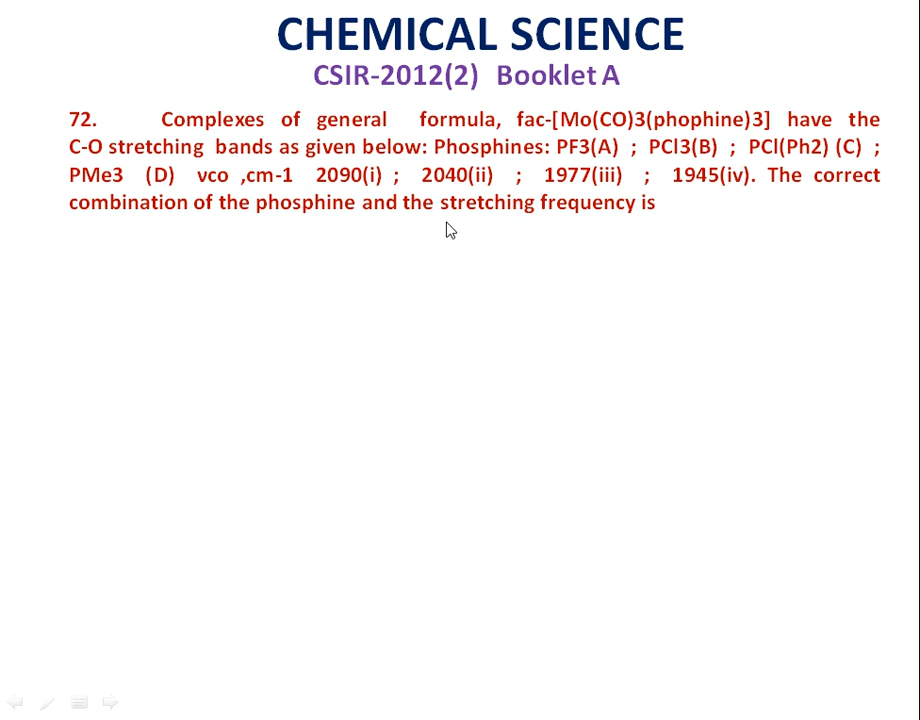 CHEMICAL SCIENCE
CSIR-2012(2) Booklet A
72. Complexes of general formula, fac-[Mo(CO)3(phophine)3] have the
C-O stretching bands as given below: Phosphines: PF3(A) ; PCl3(B) ; PCl(Ph2) (C) ;
PMe3 (D) νco ,cm-1 2090(i) ; 2040(ii) ; 1977(iii) ; 1945(iv). The correct
combination of the phosphine and the stretching frequency is